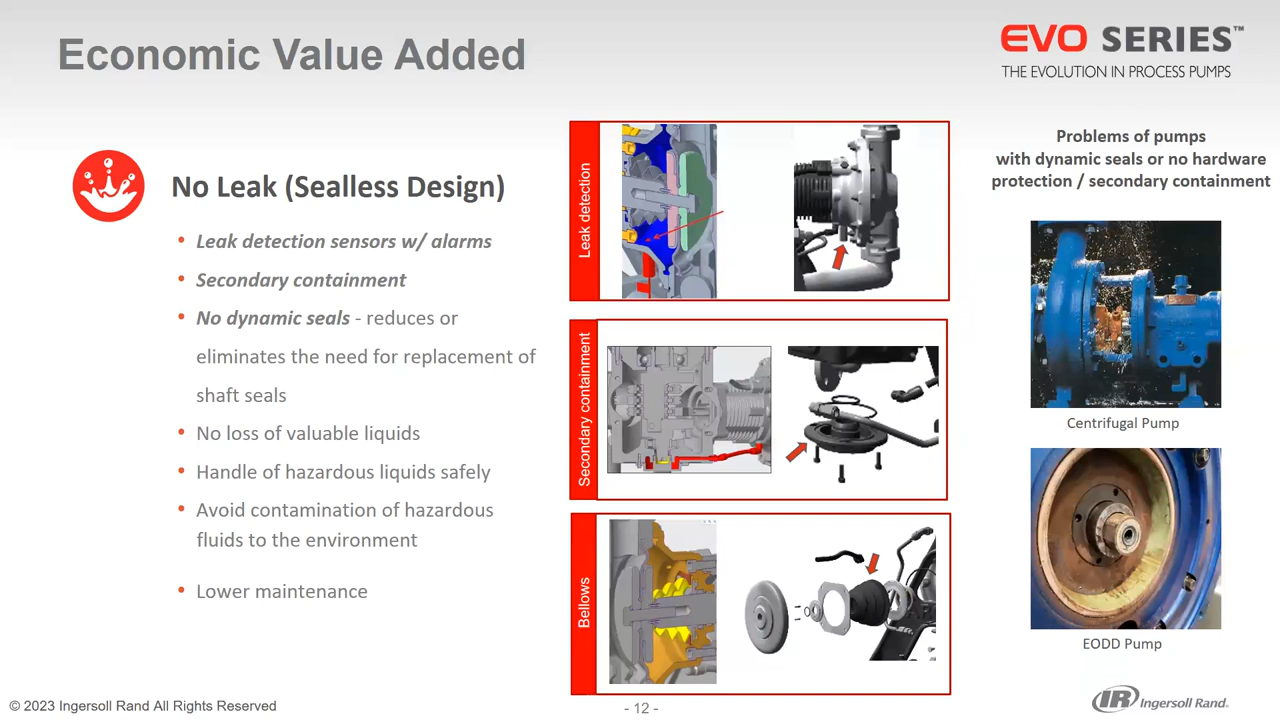 Economic Value Added
EVO SERIES™
THE EVOLUTION IN PROCESS PUMPS
No Leak (Sealless Design)
• Leak detection sensors w/ alarms
• Secondary containment
• No dynamic seals - reduces or
eliminates the need for replacement of
shaft seals
• No loss of valuable liquids
• Handle of hazardous liquids safely
• Avoid contamination of hazardous
fluids to the environment
• Lower maintenance
Leak detection
Secondary containment
Bellows
Problems of pumps
with dynamic seals or no hardware
protection / secondary containment
Centrifugal Pump
EODD Pump
© 2023 Ingersoll Rand All Rights Reserved
- 12 -
IR Ingersoll Rand.